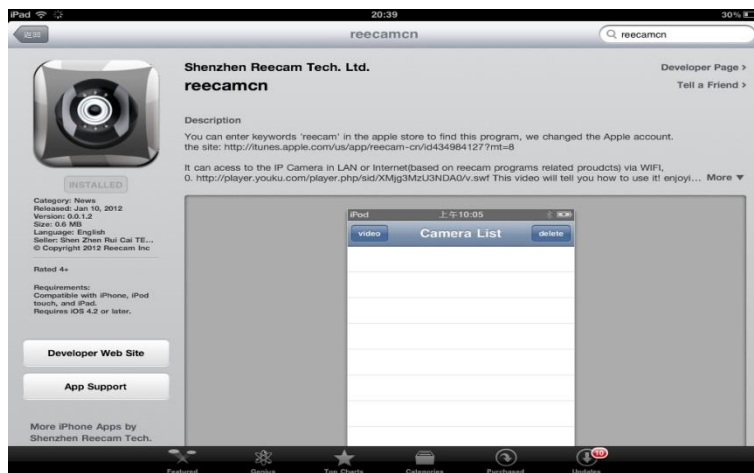 iPad
20:39
30%
返回
reecamcn
reecamcn
Shenzhen Reecam Tech. Ltd.
Developer Page >
reecamcn
Tell a Friend >
Description
You can enter keywords 'reecam' in the apple store to find this program, we changed the Apple account.
the site: http://itunes.apple.com/us/app/reecam-cn/id434984127?mt=8
It can acess to the IP Camera in LAN or Internet(based on reecam programs related proudcts) via WIFI,
0. http://player.youku.com/player.php/sid/XMjg3MzU3NDA0/v.swf This video will tell you how to use it! enjoyi... More ▼
INSTALLED
Category: News
Released: Jan 10, 2012
Version: 0.0.1.2
Size: 0.6 MB
Language: English
Seller: Shen Zhen Rui Cai TE...
© Copyright 2012 Reecam Inc
Rated 4+
Requirements:
Compatible with iPhone, iPod
touch, and iPad.
Requires iOS 4.2 or later.
Developer Web Site
App Support
More iPhone Apps by
Shenzhen Reecam Tech.
iPod
上午10:05
video
Camera List
delete
10
Featured
Genius
Top Charts
Categories
Purchased
Updates